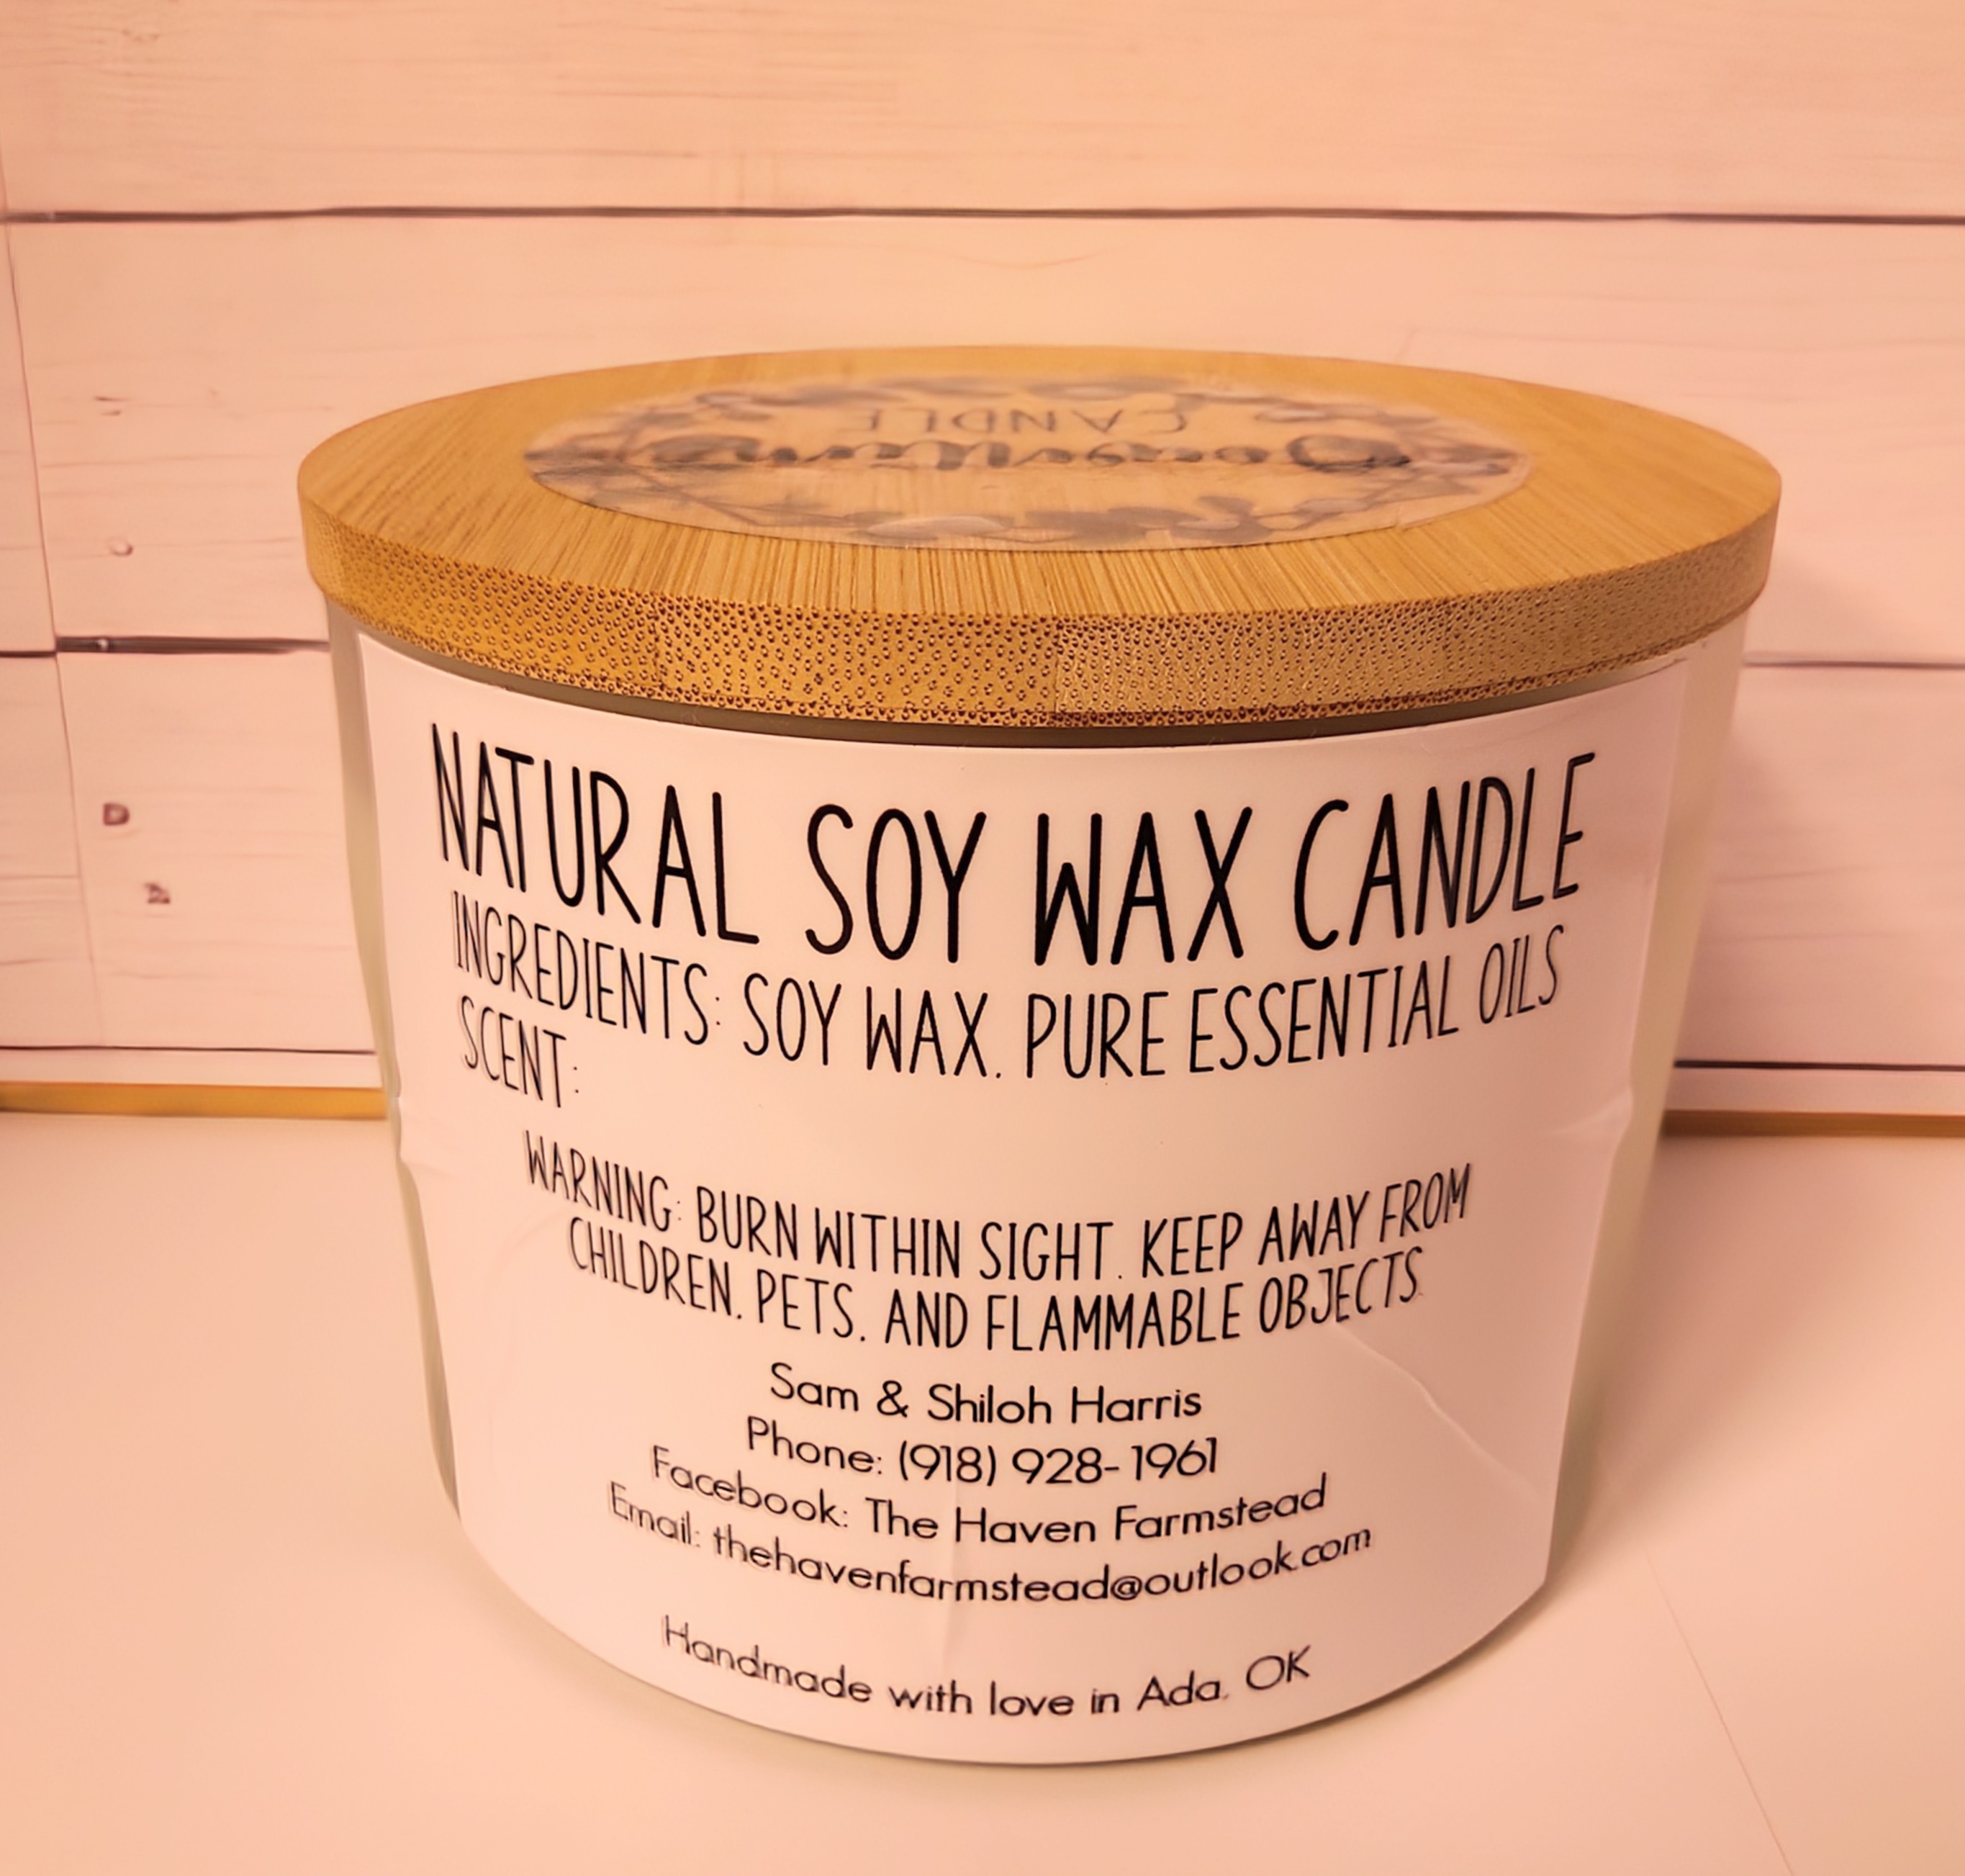 CANDLE
NATURAL SOY WAX CANDLE
INGREDIENTS: SOY WAX, PURE ESSENTIAL OILS
SCENT:
WARNING: BURN WITHIN SIGHT. KEEP AWAY FROM
CHILDREN, PETS, AND FLAMMABLE OBJECTS
Sam & Shiloh Harris
Phone: (918) 928-1961
Facebook: The Haven Farmstead
Email: thehavenfarmstead@outlook.com
Handmade with love in Ada, OK